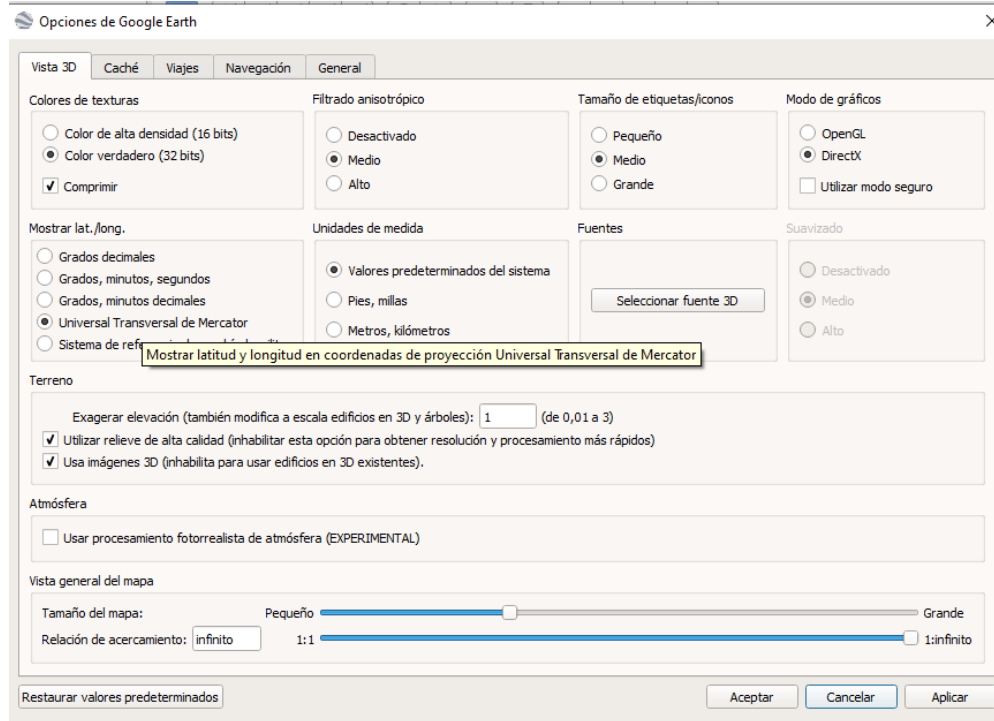 Opciones de Google Earth
Vista 3D Caché Viajes Navegación General
Colores de texturas
Color de alta densidad (16 bits)
Color verdadero (32 bits)
Comprimir
Filtrado anisotrópico
Desactivado
Medio
Alto
Tamaño de etiquetas/iconos
Pequeño
Medio
Grande
Modo de gráficos
OpenGL
DirectX
Utilizar modo seguro
Mostrar lat./long.
Grados decimales
Grados, minutos, segundos
Grados, minutos decimales
Universal Transversal de Mercator
Sistema de
Mostrar latitud y longitud en coordenadas de proyección Universal Transversal de Mercator
Unidades de medida
Valores predeterminados del sistema
Pies, millas
Metros, kilómetros
Fuentes
Seleccionar fuente 3D
Suavizado
Desactivado
Medio
Alto
Terreno
Exagerar elevación (también modifica a escala edificios en 3D y árboles): 1 (de 0,01 a 3)
Utilizar relieve de alta calidad (inhabilitar esta opción para obtener resolución y procesamiento más rápidos)
Usa imágenes 3D (inhabilita para usar edificios en 3D existentes).
Atmósfera
Usar procesamiento fotorrealista de atmósfera (EXPERIMENTAL)
Vista general del mapa
Tamaño del mapa: Pequeño Grande
Relación de acercamiento: infinito 1:1 1:infinito
Restaurar valores predeterminados Aceptar Cancelar Aplicar